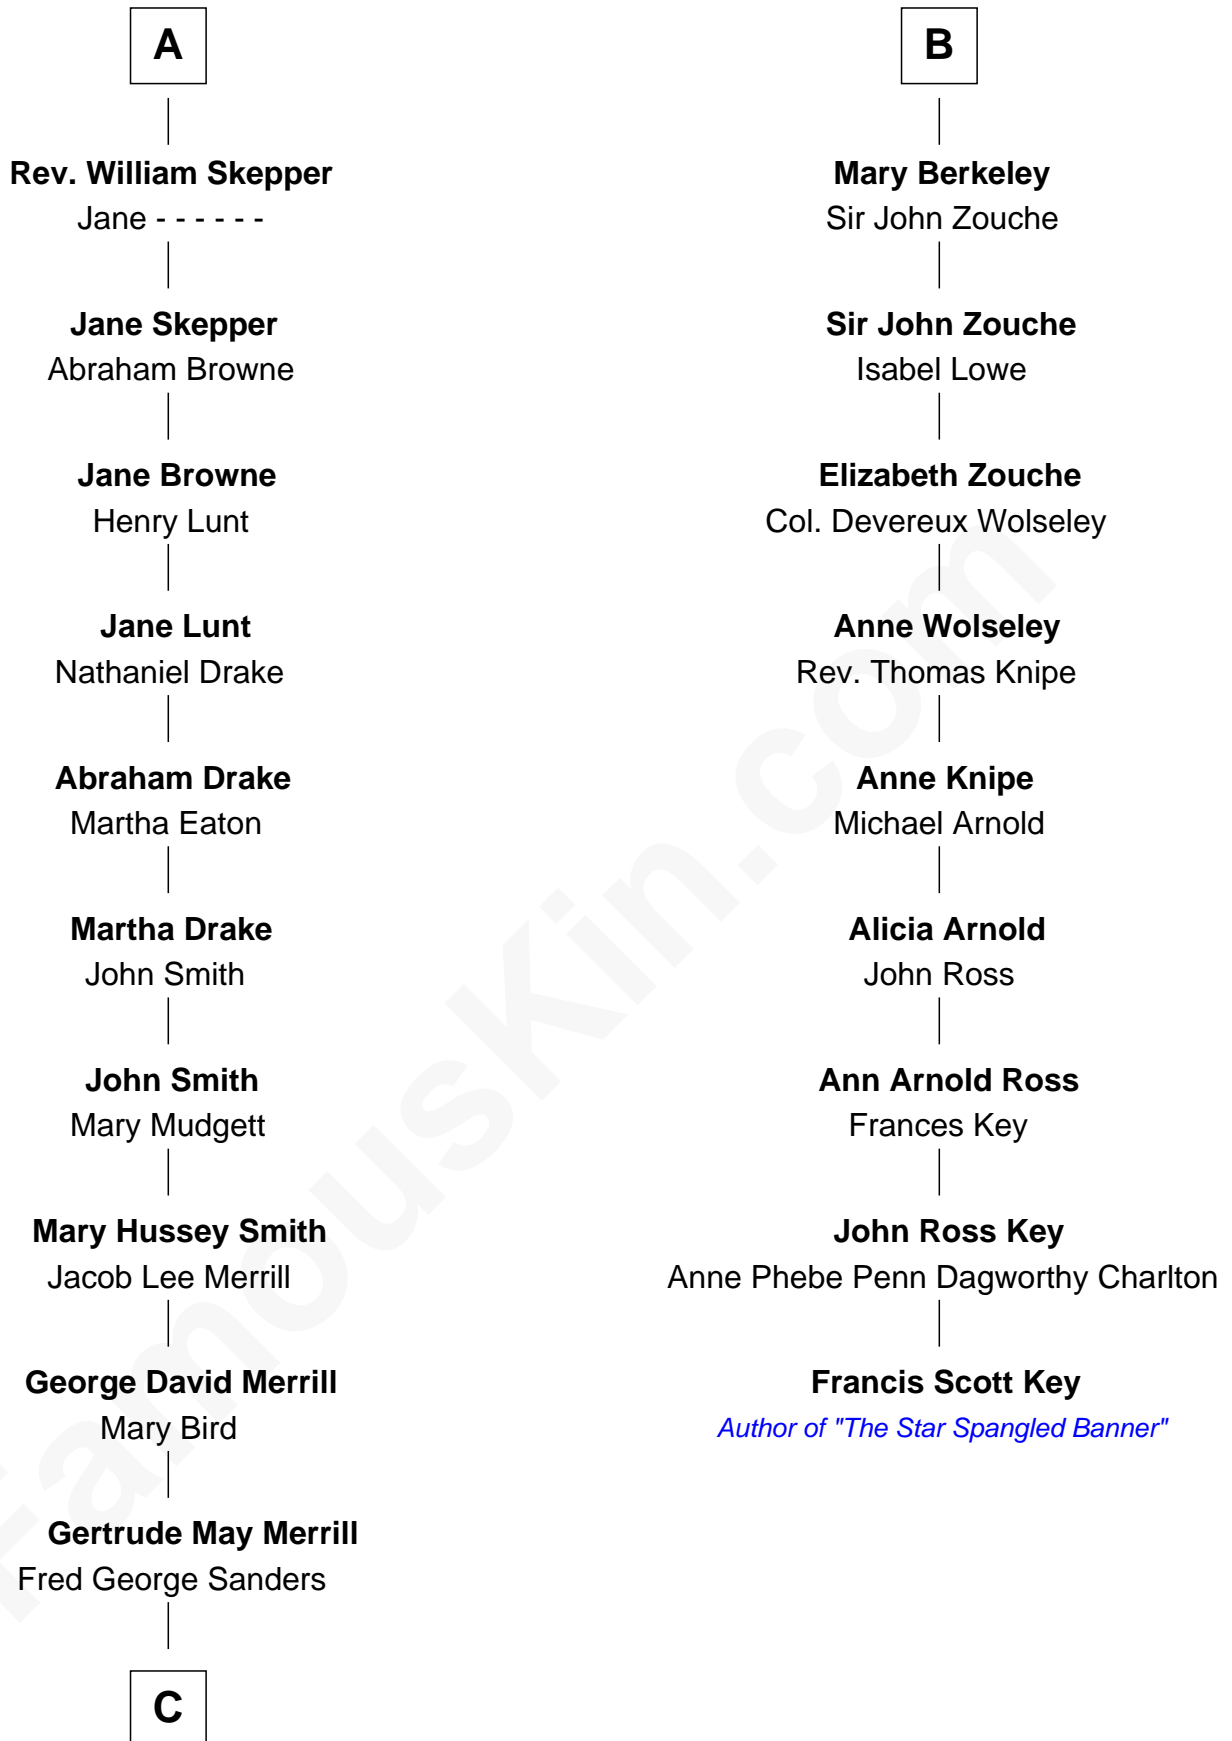 A
Rev. William Skepper
Jane - - - - - -
Jane Skepper
Abraham Browne
Jane Browne
Henry Lunt
Jane Lunt
Nathaniel Drake
Abraham Drake
Martha Eaton
Martha Drake
John Smith
John Smith
Mary Mudgett
Mary Hussey Smith
Jacob Lee Merrill
George David Merrill
Mary Bird
Gertrude May Merrill
Fred George Sanders
C
B
Mary Berkeley
Sir John Zouche
Sir John Zouche
Isabel Lowe
Elizabeth Zouche
Col. Devereux Wolseley
Anne Wolseley
Rev. Thomas Knipe
Anne Knipe
Michael Arnold
Alicia Arnold
John Ross
Ann Arnold Ross
Frances Key
John Ross Key
Anne Phebe Penn Dagworthy Charlton
Francis Scott Key
Author of "The Star Spangled Banner"
FamousKin.com